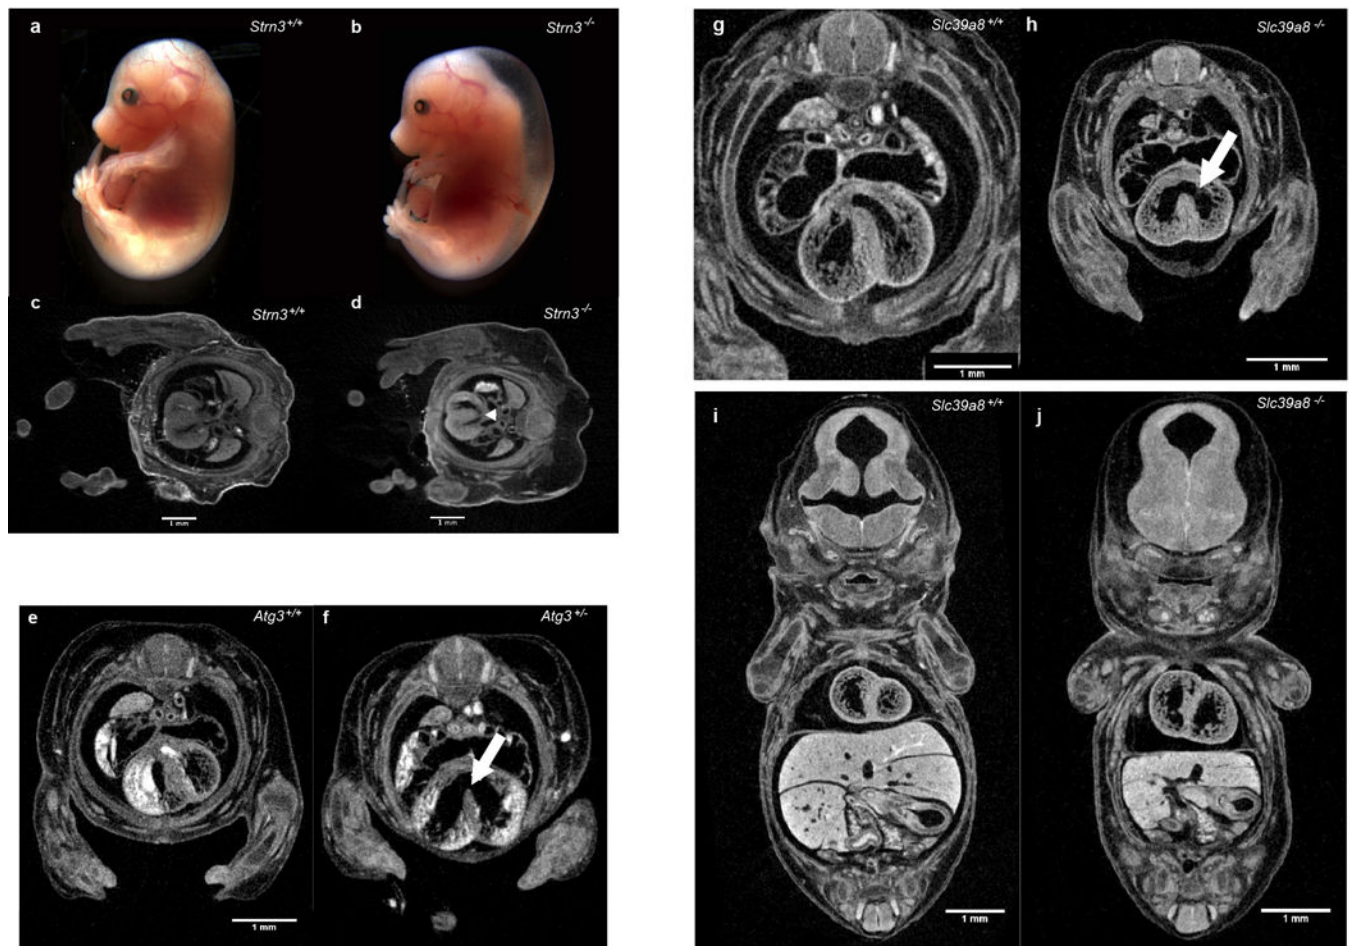 a Strn3+/+
b Strn3-/-
c Strn3+/+
d Strn3-/-
1 mm
1 mm
e Atg3+/+
f Atg3+/-
1 mm
g Slc39a8+/+
h Slc39a8-/-
1 mm
1 mm
i Slc39a8+/+
j Slc39a8-/-
1 mm
1 mm